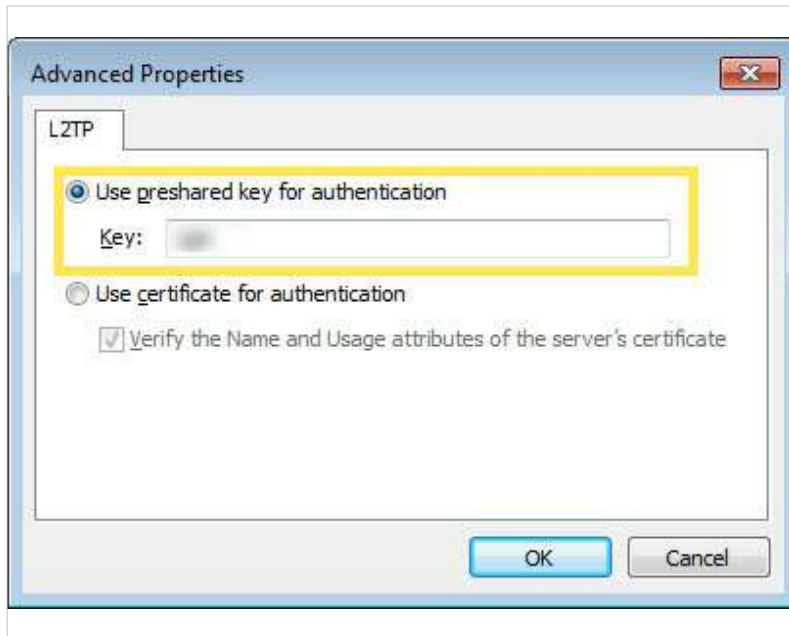 Advanced Properties
L2TP
Use preshared key for authentication
Key:
Use certificate for authentication
Verify the Name and Usage attributes of the server's certificate
OK Cancel